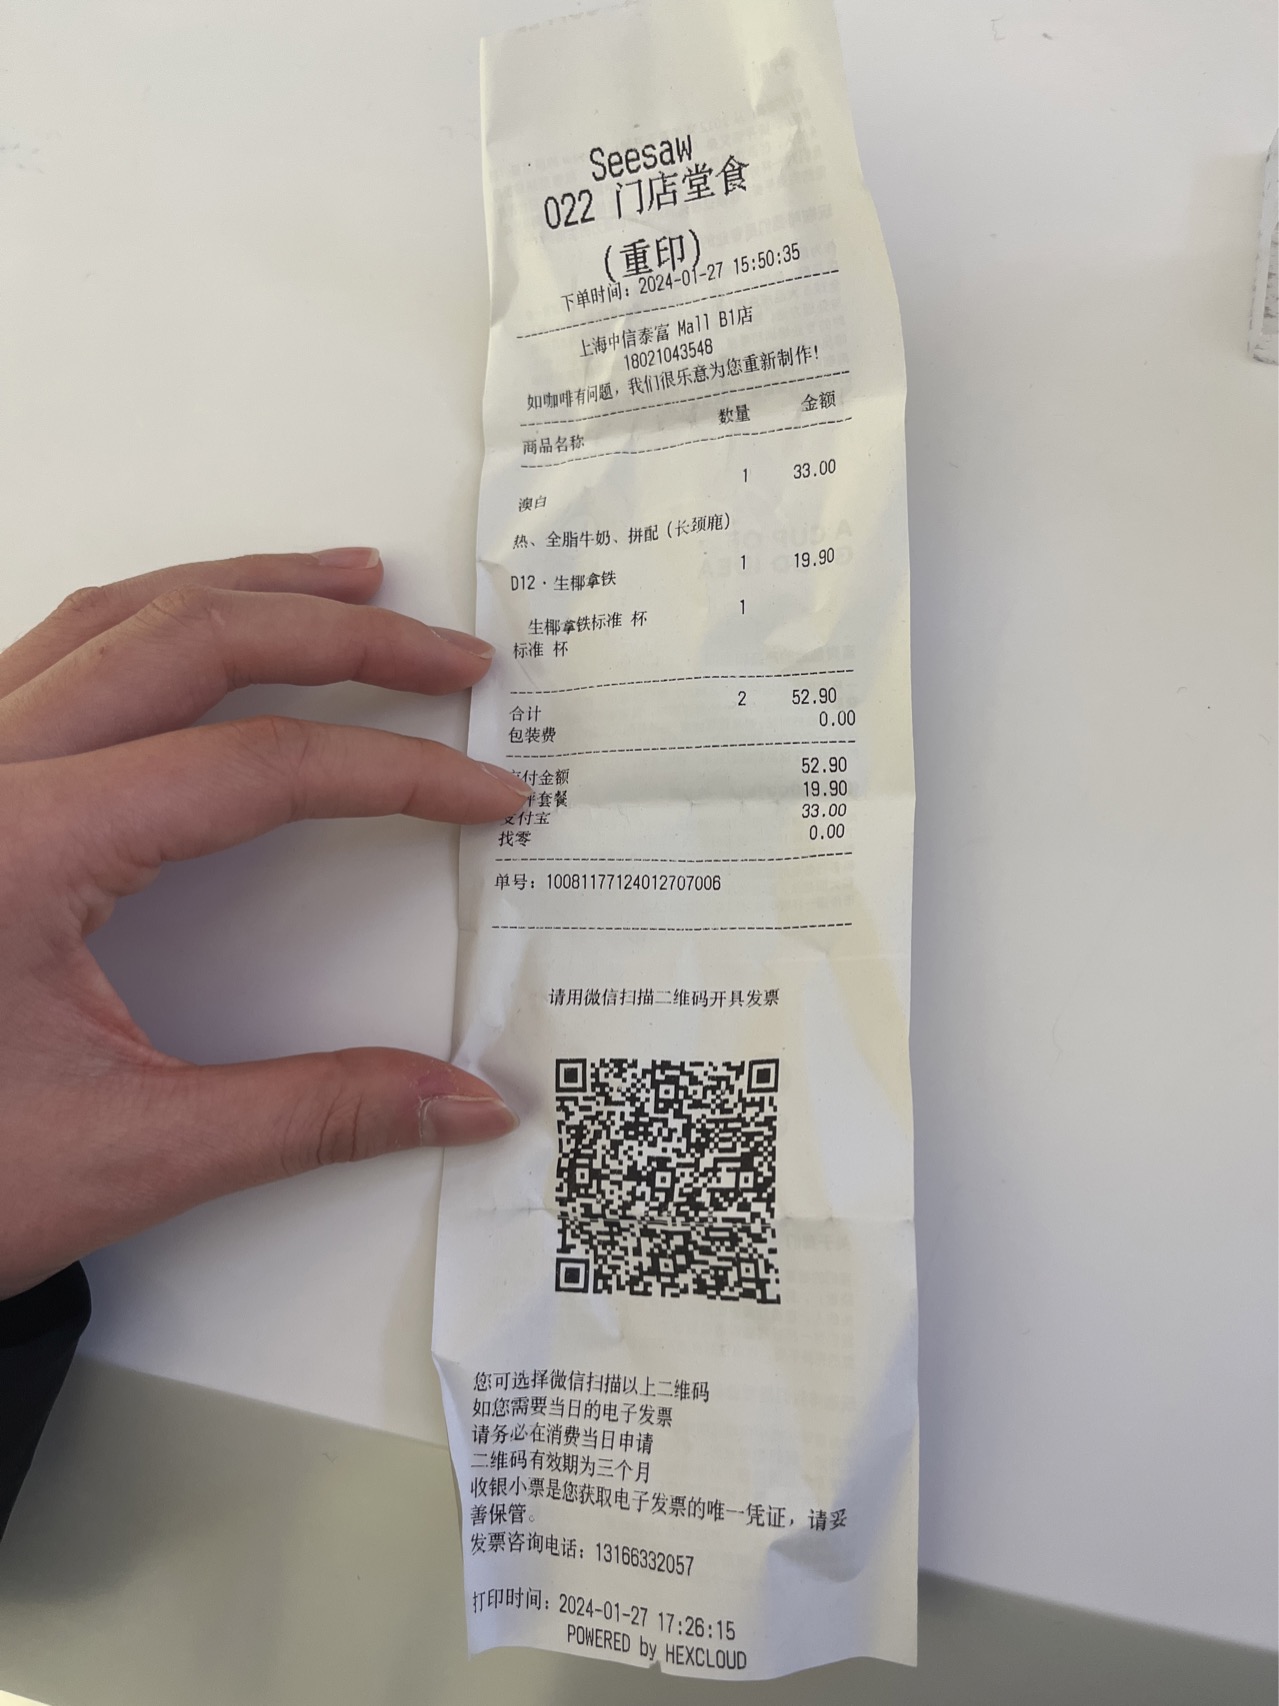 Seesaw
022 门店堂食
(重印)
下单时间：2024-01-27 15:50:35
上海中信泰富 Mall B1店
18021043548
如咖啡有问题，我们很乐意为您重新制作！
商品名称 数量 金额
澳白 1 33.00
热、全脂牛奶、拼配(长颈鹿)
D12·生椰拿铁 1 19.90
生椰拿铁标准 杯 1
标准 杯
合计 2 52.90
包装费 0.00
付金额 52.90
套餐 19.90
支付宝 33.00
找零 0.00
单号：10081177124012707006
请用微信扫描二维码开具发票
您可选择微信扫描以上二维码
如您需要当日的电子发票
请务必在消费当日申请
二维码有效期为三个月
收银小票是您获取电子发票的唯一凭证，请妥
善保管。
发票咨询电话：13166332057
打印时间：2024-01-27 17:26:15
POWERED by HEXCLOUD